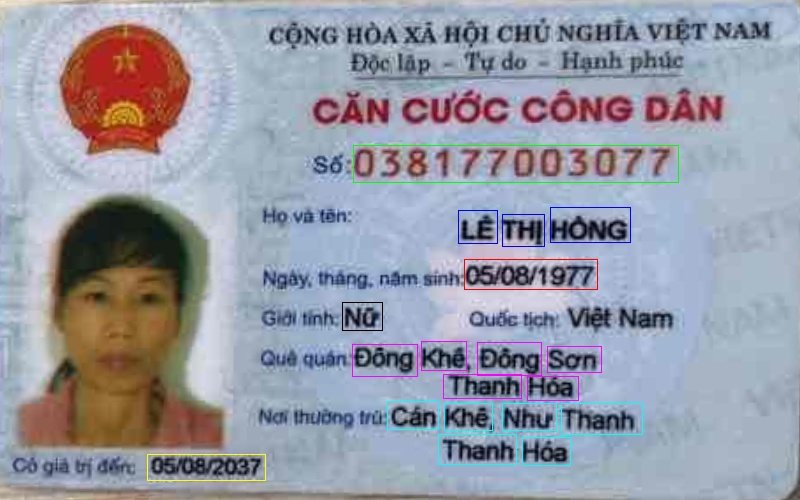 CỘNG HÒA XÃ HỘI CHỦ NGHĨA VIỆT NAM
Độc lập - Tự do - Hạnh phúc
CĂN CƯỚC CÔNG DÂN
Số: 038177003077
Họ và tên: LÊ THỊ HỒNG
Ngày, tháng, năm sinh: 05/08/1977
Giới tính: Nữ Quốc tịch: Việt Nam
Quê quán: Đông Khê, Đông Sơn
Thanh Hóa
Nơi thường trú: Cán Khê, Như Thanh
Thanh Hóa
Có giá trị đến: 05/08/2037